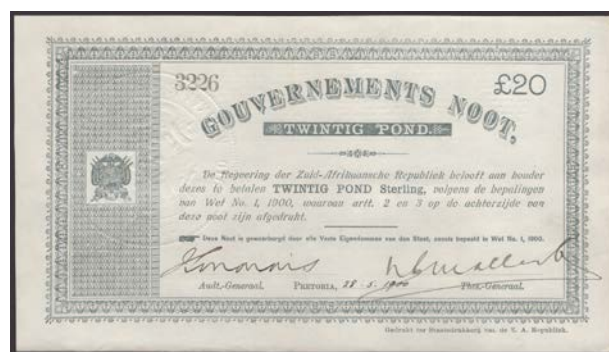 3226 £20
GOUVERNEMENTS NOOT,
TWINTIG POND.
De Regeering der Zuid-Afrikaansche Republiek belooft aan houder
dezes te betalen TWINTIG POND Sterling, volgens de bepalingen
van Wet No. 1, 1900, waarvan artt. 2 en 3 op de achterzijde van
deze noot zijn afgedrukt.
Deze Noot is gewaarborgd door alle Vaste Eigendommen van den Staat, zooals bepaald in Wet No. 1, 1900.
Audt.-Generaal. PRETORIA, 28 - 5. 1900 Thes.-Generaal.
Gedrukt ter Staatsdrukkerij van de Z. A. Republiek.